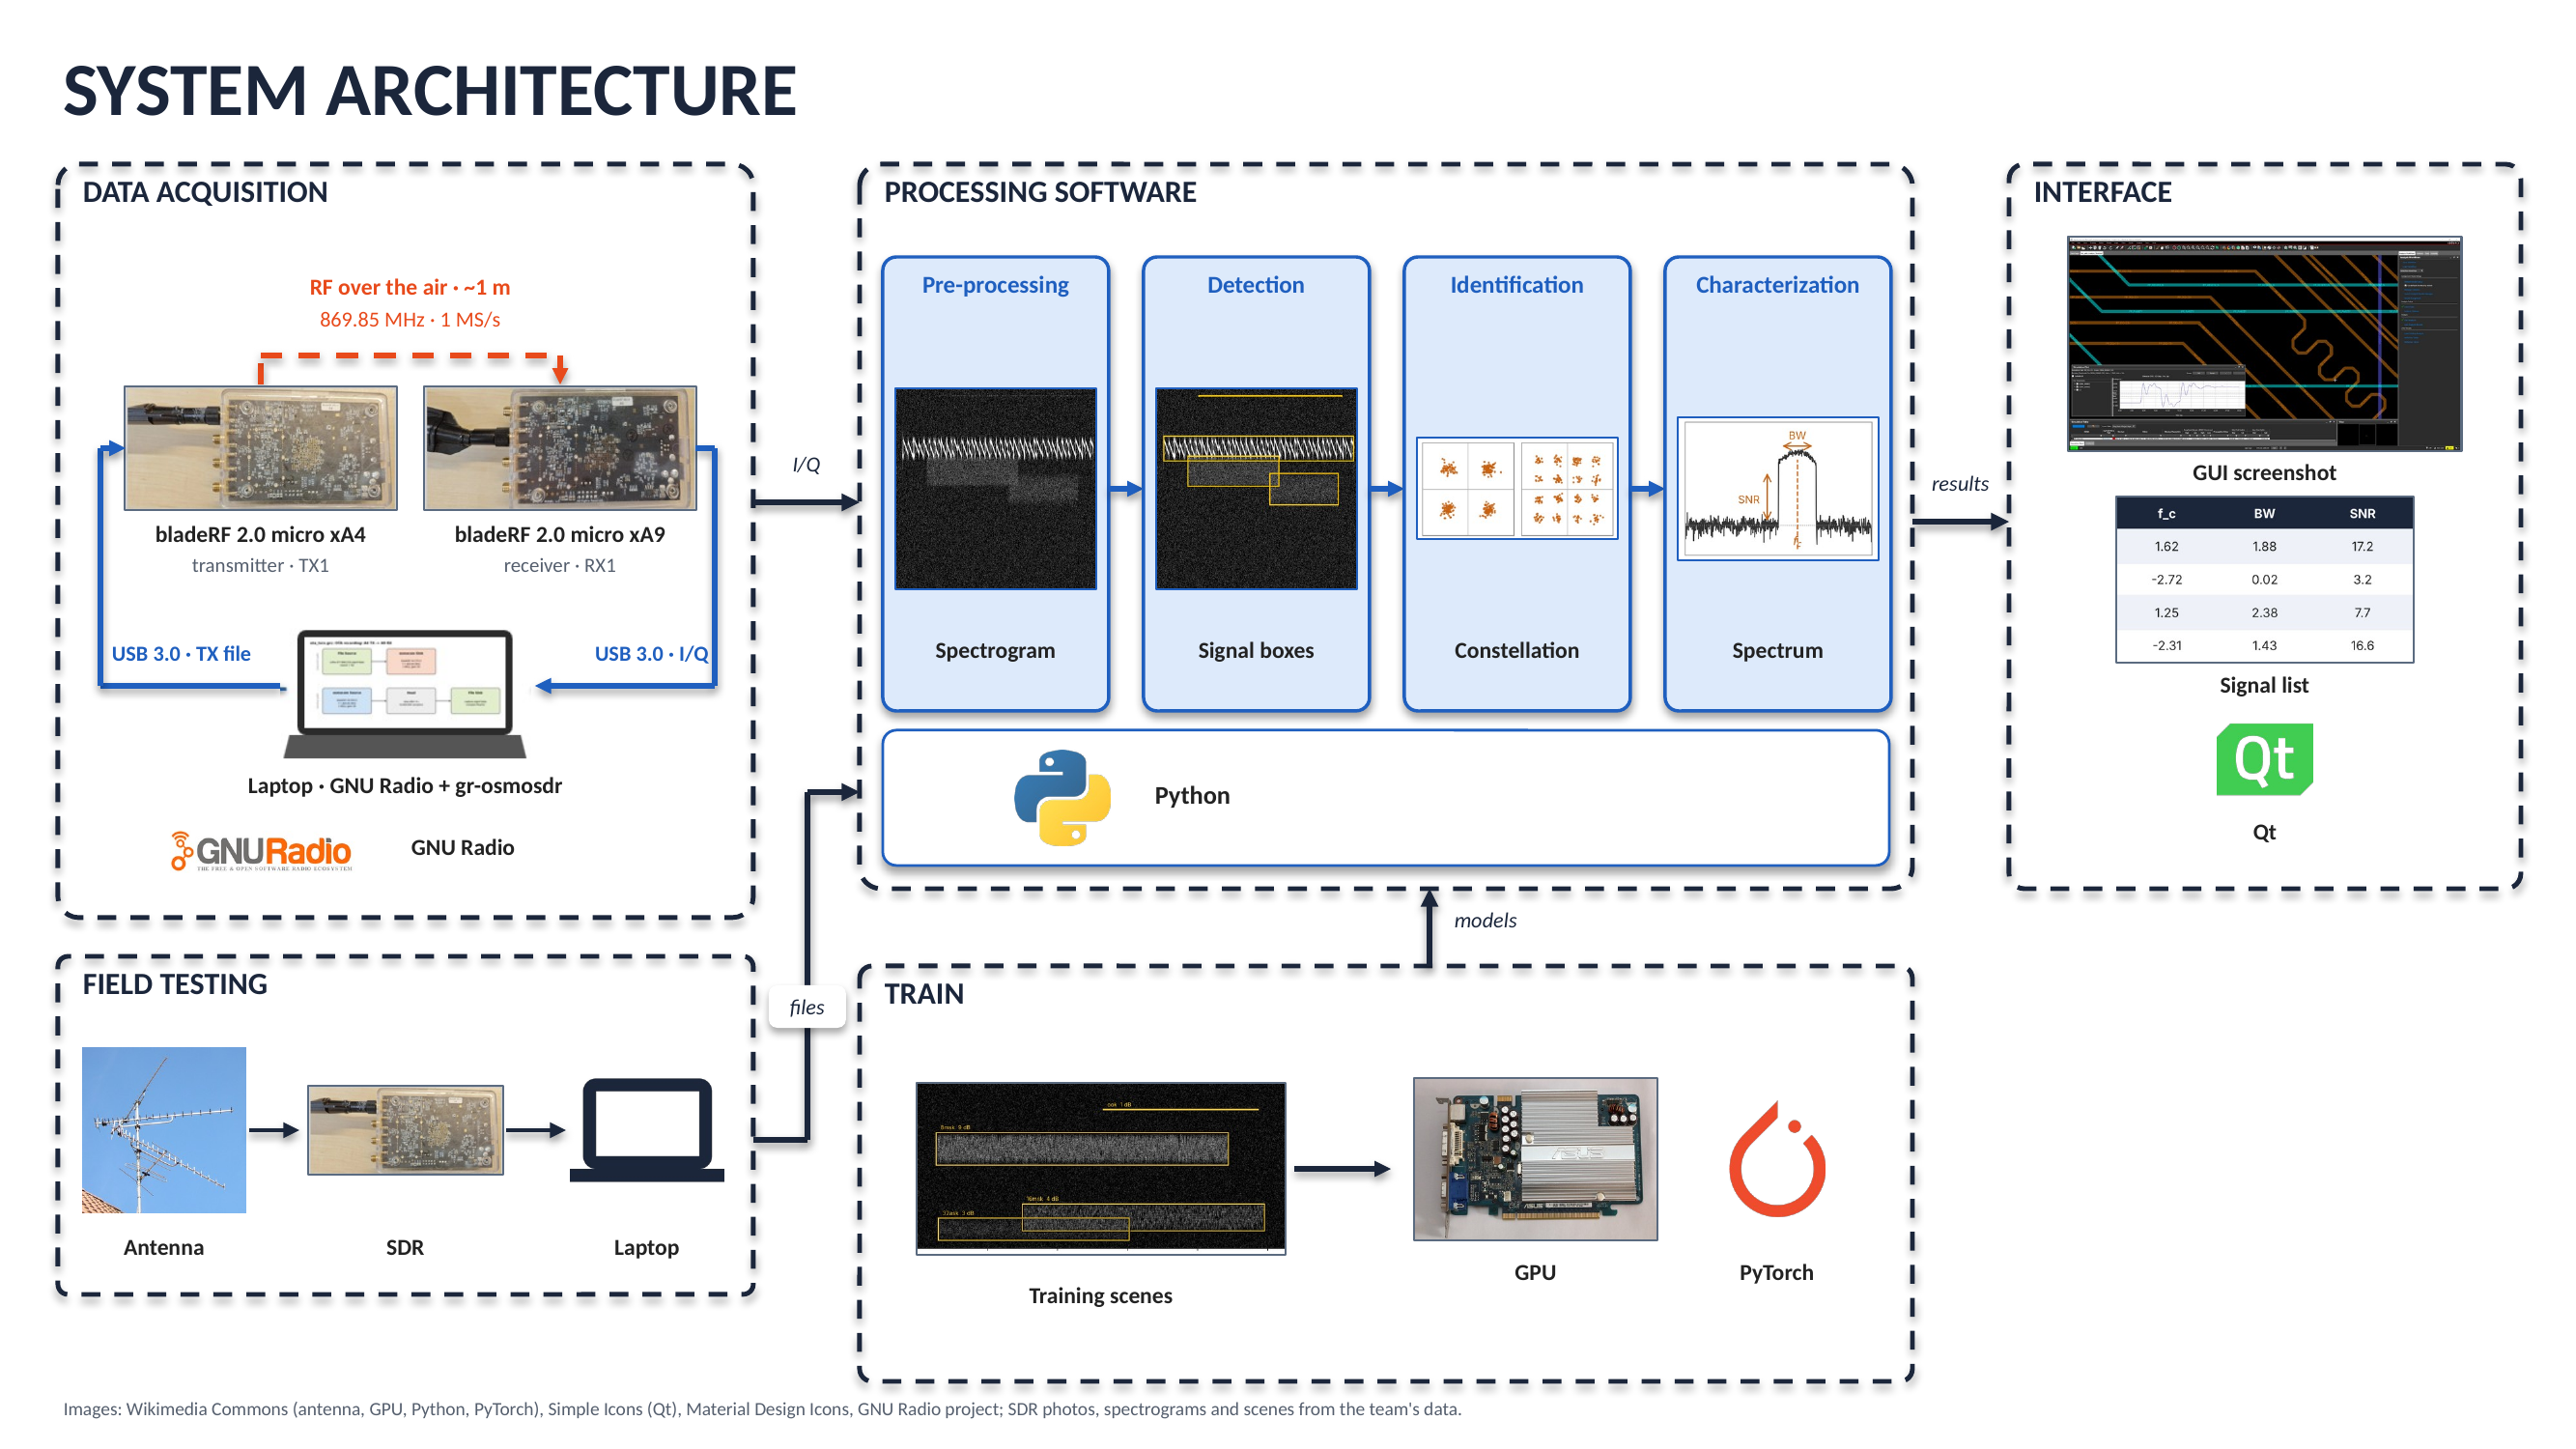 SYSTEM ARCHITECTURE
DATA ACQUISITION
RF over the air · ~1 m
869.85 MHz · 1 MS/s
bladeRF 2.0 micro xA4
transmitter · TX1
bladeRF 2.0 micro xA9
receiver · RX1
USB 3.0 · TX file
USB 3.0 · I/Q
Laptop · GNU Radio + gr-osmosdr
GNURadio
THE FREE & OPEN SOFTWARE RADIO ECOSYSTEM
GNU Radio
I/Q
PROCESSING SOFTWARE
Pre-processing
Spectrogram
Detection
Signal boxes
Identification
Constellation
Characterization
BW
SNR
Spectrum
Python
results
INTERFACE
GUI screenshot
f_c BW SNR
1.62 1.88 17.2
-2.72 0.02 3.2
1.25 2.38 7.7
-2.31 1.43 16.6
Signal list
Qt
Qt
models
FIELD TESTING
Antenna
SDR
Laptop
files
TRAIN
Training scenes
GPU
PyTorch
Images: Wikimedia Commons (antenna, GPU, Python, PyTorch), Simple Icons (Qt), Material Design Icons, GNU Radio project; SDR photos, spectrograms and scenes from the team's data.